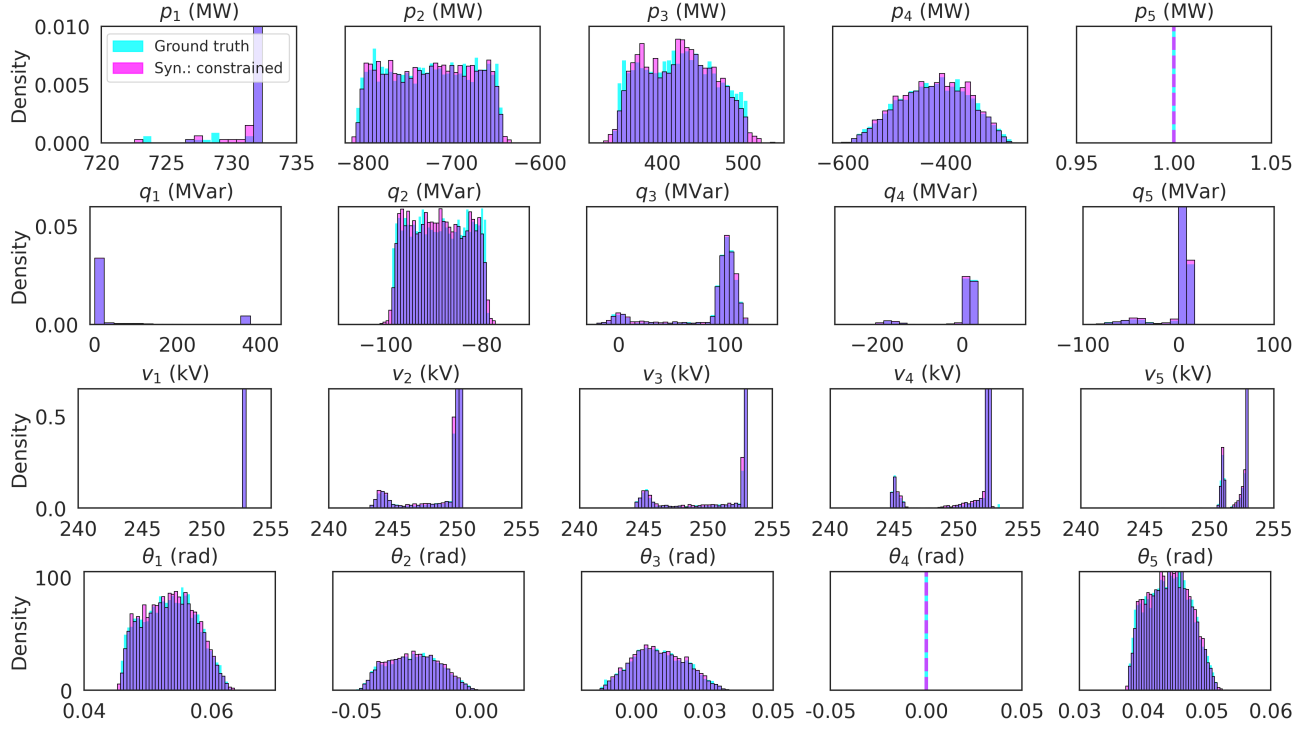 p₁ (MW) p₂ (MW) p₃ (MW) p₄ (MW) p₅ (MW)
Density
0.010
0.005
0.000
Ground truth
Syn.: constrained
720 725 730 735 −800 −700 −600 400 500 −600 −400 0.95 1.00 1.05
q₁ (MVar) q₂ (MVar) q₃ (MVar) q₄ (MVar) q₅ (MVar)
Density
0.05
0.00
0 200 400 −100 −80 0 100 −200 0 −100 0 100
v₁ (kV) v₂ (kV) v₃ (kV) v₄ (kV) v₅ (kV)
Density
0.5
0.0
240 245 250 255 240 245 250 255 240 245 250 255 240 245 250 255 240 245 250 255
θ₁ (rad) θ₂ (rad) θ₃ (rad) θ₄ (rad) θ₅ (rad)
Density
100
0
0.04 0.06 -0.05 0.00 0.00 0.03 0.05 -0.05 0.00 0.05 0.03 0.04 0.05 0.06